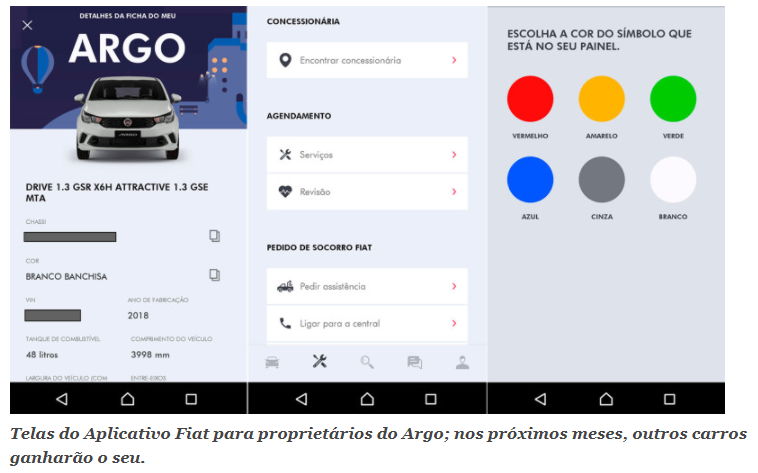 DETALHES DA FICHA DO MEU
ARGO
DRIVE 1.3 GSR X6H ATTRACTIVE 1.3 GSE
MTA
CHASSI
COR
BRANCO BANCHISA
VIN
ANO DE FABRICAÇÃO
2018
TANQUE DE COMBUSTÍVEL
COMPRIMENTO DO VEÍCULO
48 litros
3998 mm
LARGURA DO VEÍCULO (COM
ENTRE-EIXOS
CONCESSIONÁRIA
Encontrar concessionária
AGENDAMENTO
Serviços
Revisão
PEDIDO DE SOCORRO FIAT
Pedir assistência
Ligar para a central
ESCOLHA A COR DO SÍMBOLO QUE
ESTÁ NO SEU PAINEL.
VERMELHO AMARELO VERDE
AZUL CINZA BRANCO
Telas do Aplicativo Fiat para proprietários do Argo; nos próximos meses, outros carros
ganharão o seu.